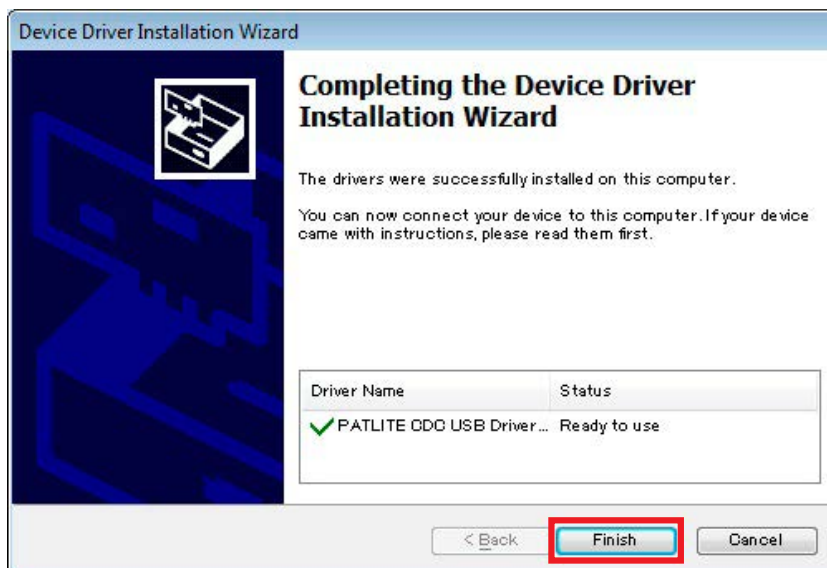 Device Driver Installation Wizard
Completing the Device Driver
Installation Wizard
The drivers were successfully installed on this computer.
You can now connect your device to this computer. If your device
came with instructions, please read them first.
Driver Name Status
PATLITE CDC USB Driver... Ready to use
< Back Finish Cancel